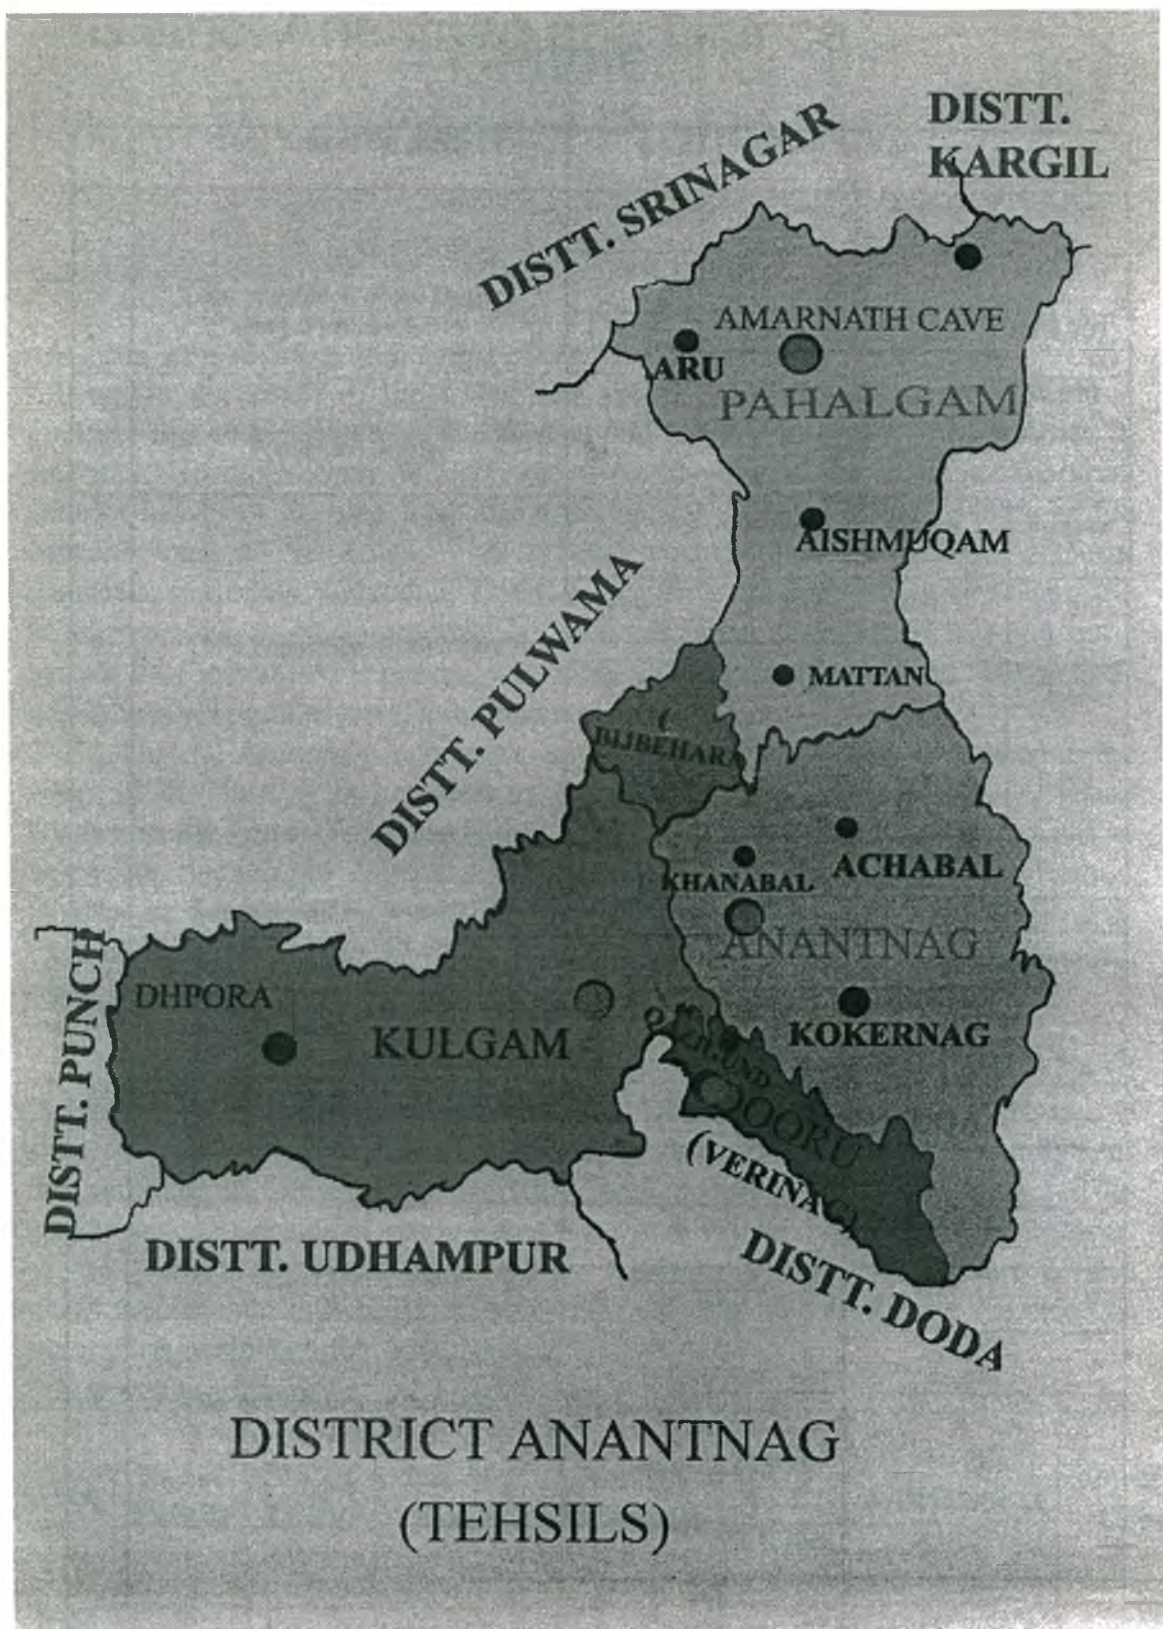 DISTT.
KARGIL
DISTT. SRINAGAR
AMARNATH CAVE
ARU
PAHALGAM
AISHMUQAM
DISTT. PULWAMA
MATTAN
BIJBEHARA
ACHABAL
KHANABAL
ANANTNAG
DISTT. PUNCH
DHPORA
KULGAM
KOKERNAG
DOORU
(VERINAG)
DISTT. UDHAMPUR
DISTT. DODA
DISTRICT ANANTNAG
(TEHSILS)